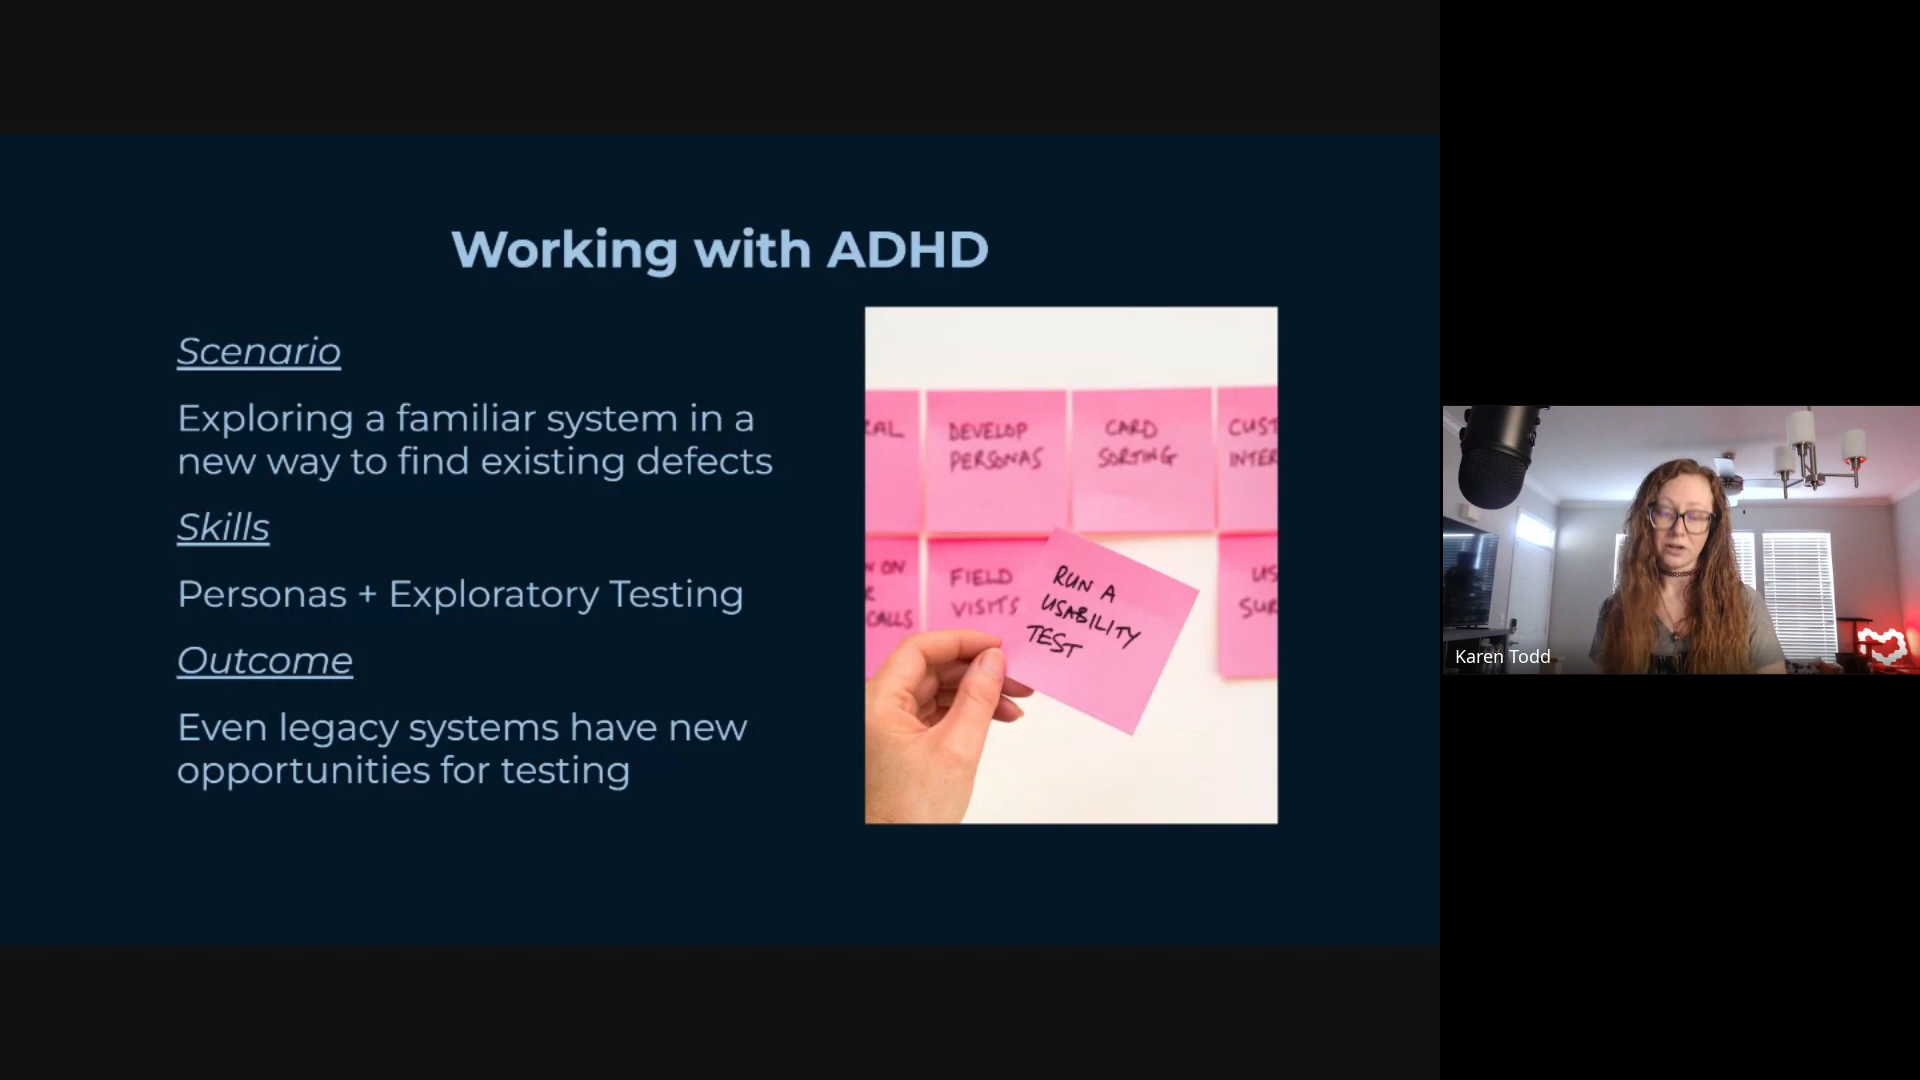 Working with ADHD
Scenario
Exploring a familiar system in a
new way to find existing defects
Skills
Personas + Exploratory Testing
Outcome
Even legacy systems have new
opportunities for testing
DEVELOP
PERSONAS
CARD
SORTING
FIELD
VISITS
CALLS
RUN A
USABILITY
TEST
Karen Todd